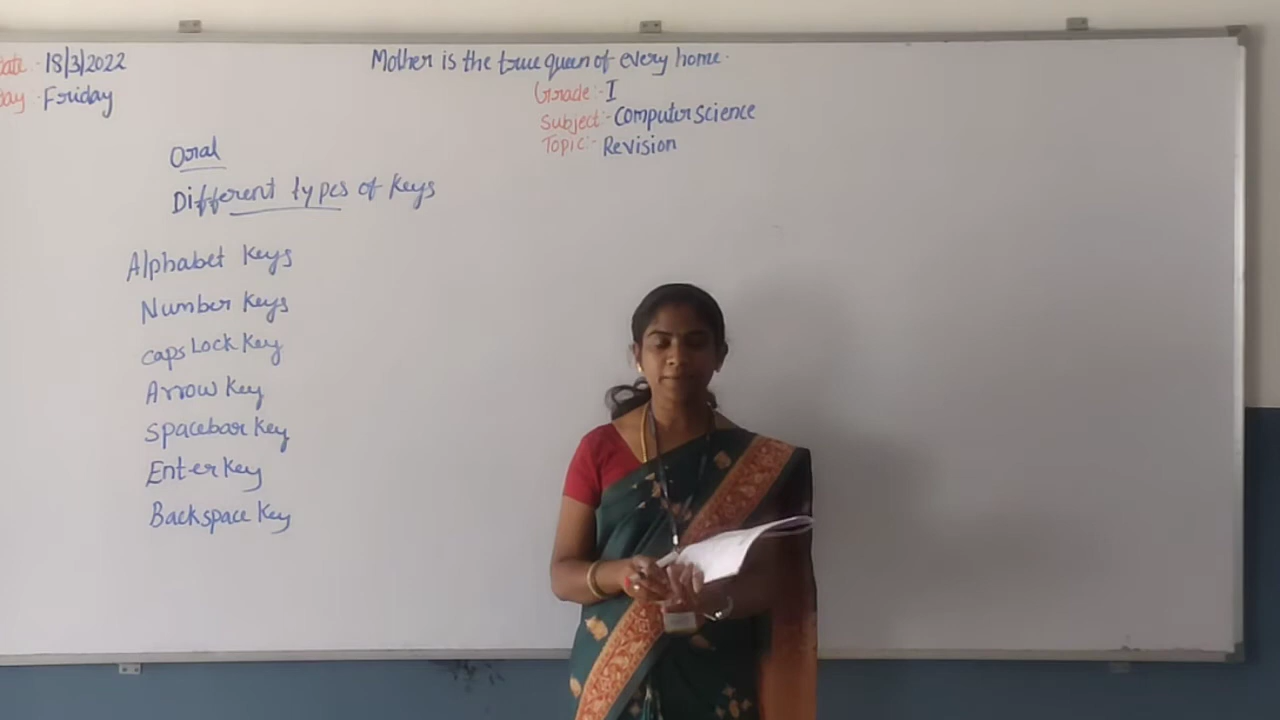 Date :- 18/3/2022
Mother is the true queen of every home.
Day :- Friday
Grade :- I
Subject :- Computer science
Topic :- Revision
Oral
Different types of Keys
Alphabet Keys
Number Keys
caps Lock Key
Arrow Key
Spacebar Key
Enter Key
Backspace Key